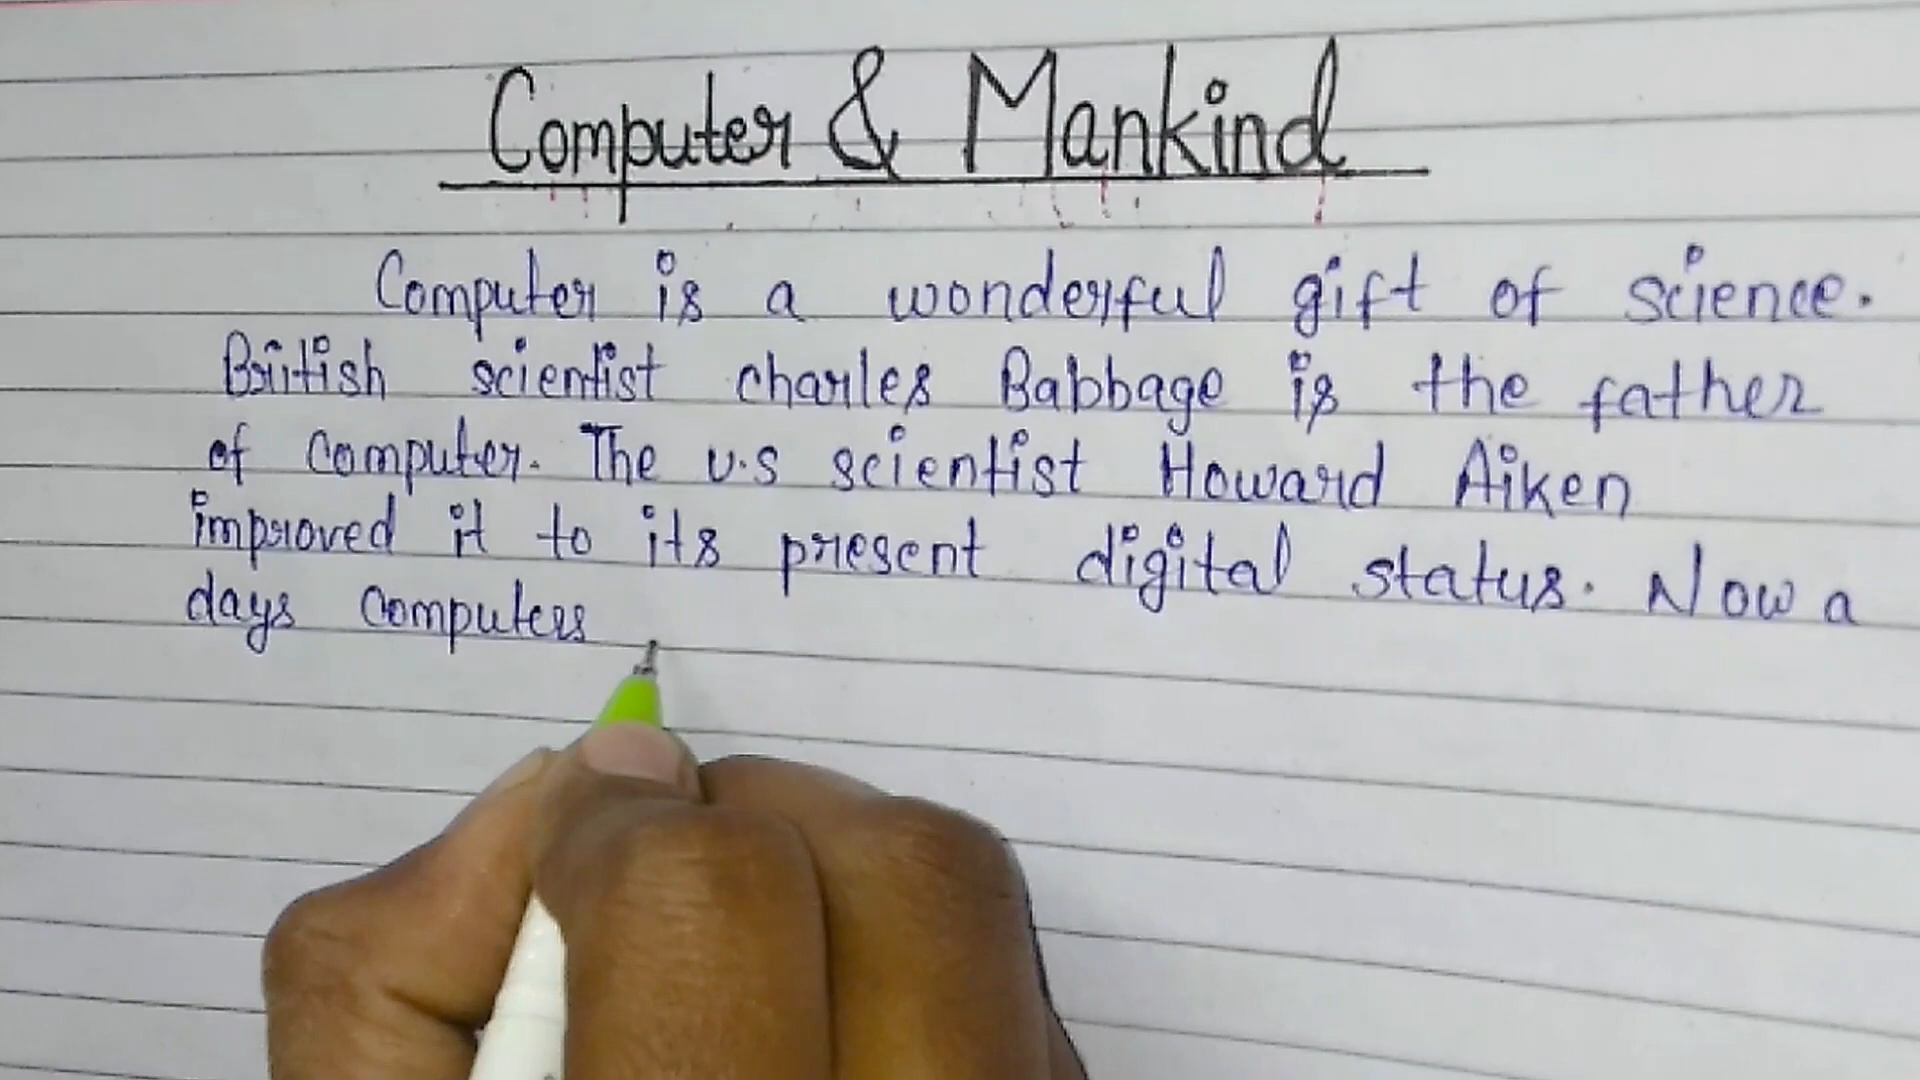 Computer & Mankind
Computer is a wonderful gift of science.
British scientist charles Babbage is the father
of computer. The u.s scientist Howard Aiken
improved it to its present digital status. Now a
days computers